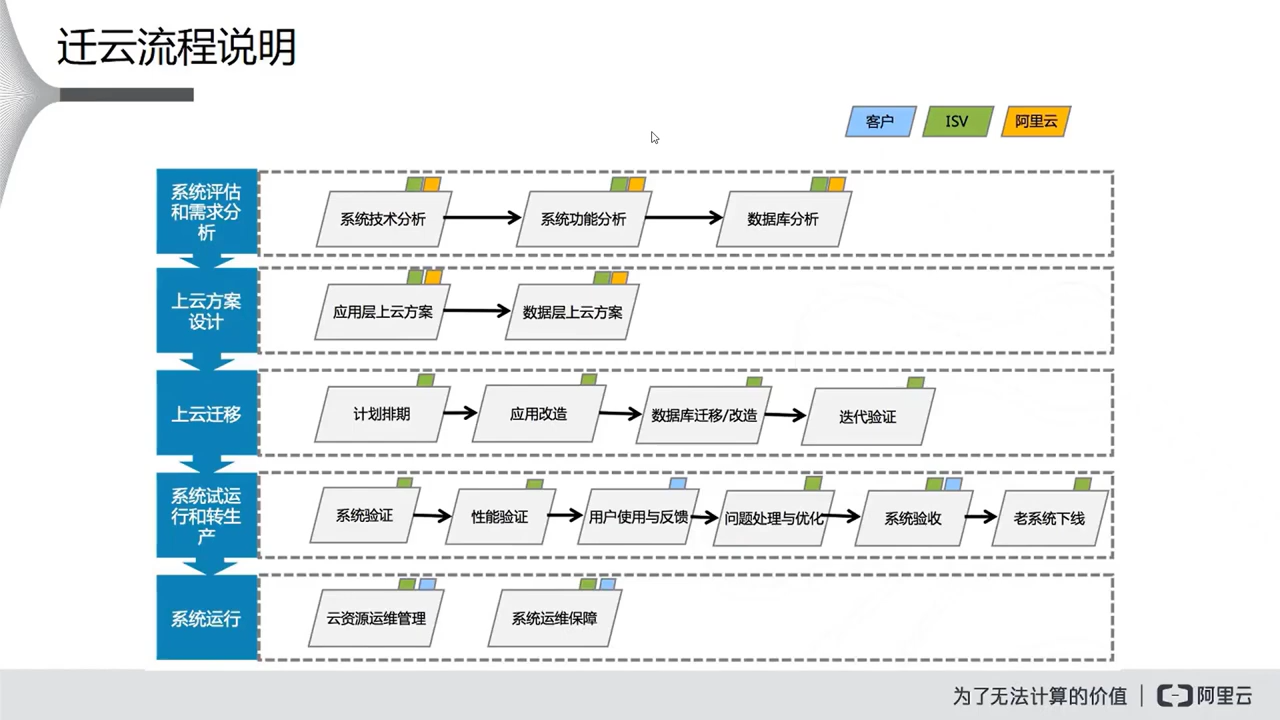 迁云流程说明
客户
ISV
阿里云
系统评估
和需求分
析
系统技术分析
系统功能分析
数据库分析
上云方案
设计
应用层上云方案
数据层上云方案
上云迁移
计划排期
应用改造
数据库迁移/改造
迭代验证
系统试运
行和转生
产
系统验证
性能验证
用户使用与反馈
问题处理与优化
系统验收
老系统下线
系统运行
云资源运维管理
系统运维保障
为了无法计算的价值
阿里云